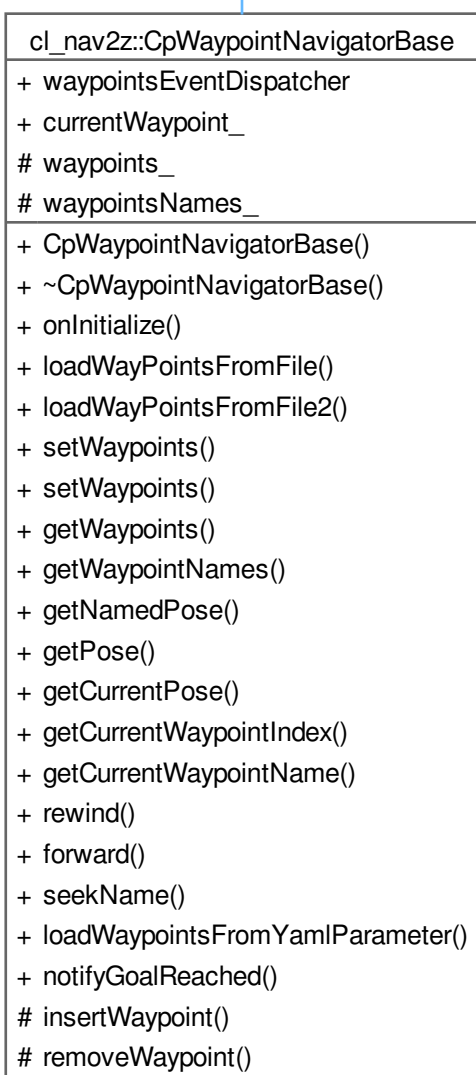 cl_nav2z::CpWaypointNavigatorBase
+ waypointsEventDispatcher
+ currentWaypoint_
# waypoints_
# waypointsNames_
+ CpWaypointNavigatorBase()
+ ~CpWaypointNavigatorBase()
+ onInitialize()
+ loadWayPointsFromFile()
+ loadWayPointsFromFile2()
+ setWaypoints()
+ setWaypoints()
+ getWaypoints()
+ getWaypointNames()
+ getNamedPose()
+ getPose()
+ getCurrentPose()
+ getCurrentWaypointIndex()
+ getCurrentWaypointName()
+ rewind()
+ forward()
+ seekName()
+ loadWaypointsFromYamlParameter()
+ notifyGoalReached()
# insertWaypoint()
# removeWaypoint()